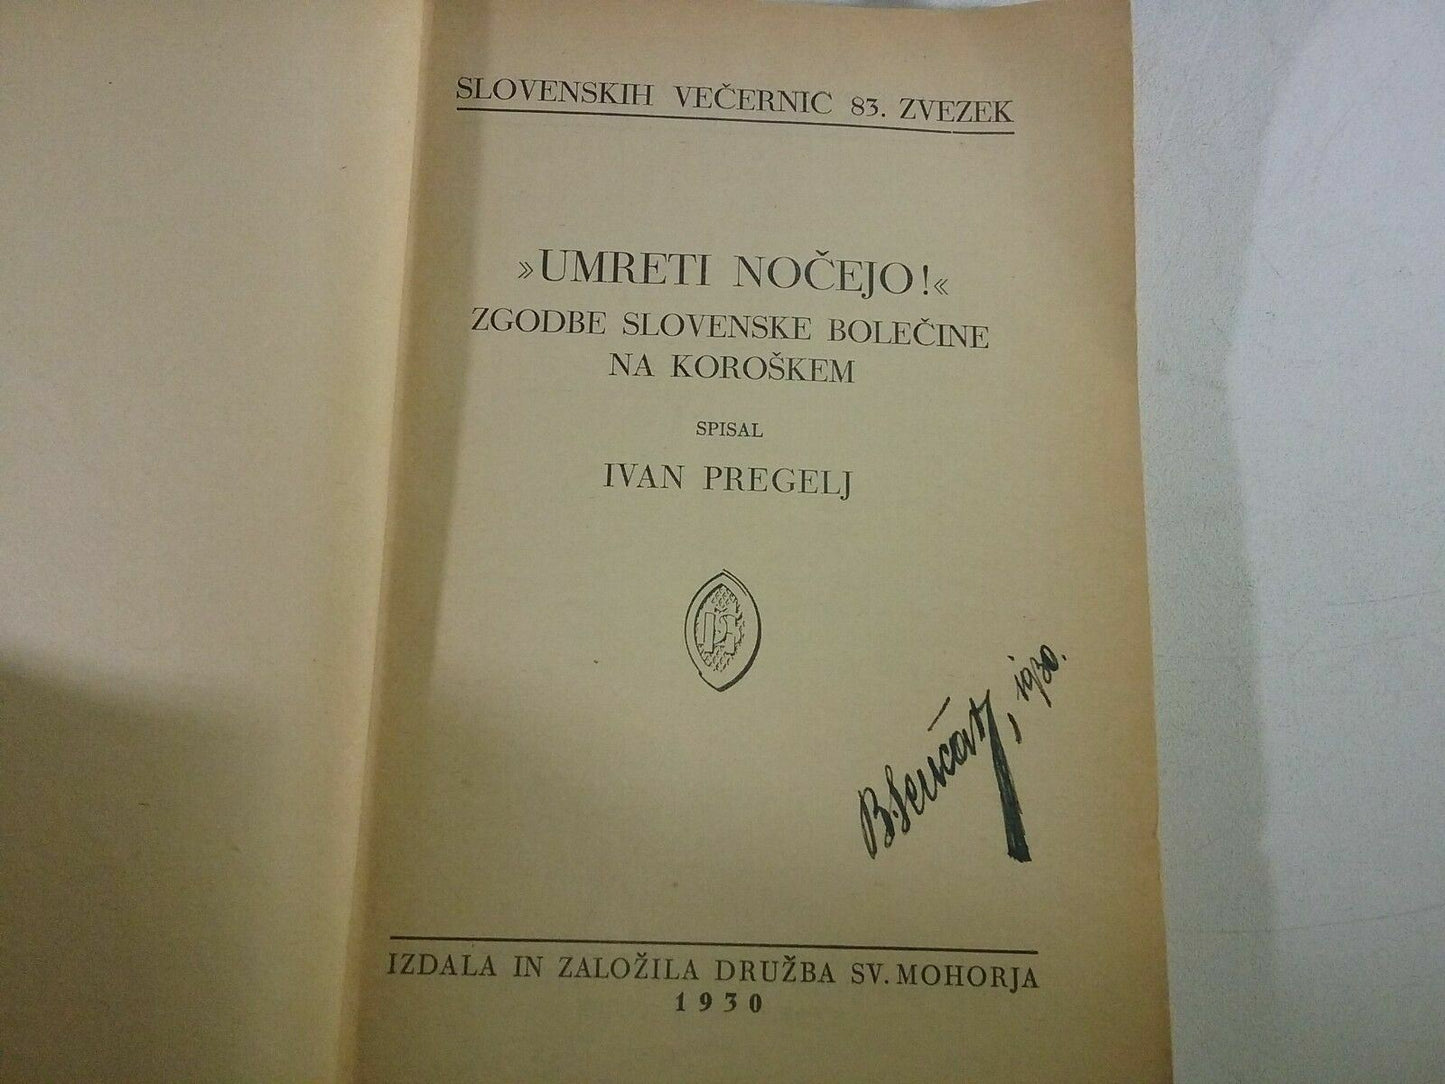 SLOVENSKIH VEČERNIC 83. ZVEZEK
»UMRETI NOČEJO!«
ZGODBE SLOVENSKE BOLEČINE
NA KOROŠKEM
SPISAL
IVAN PREGELJ
1930.
IZDALA IN ZALOŽILA DRUŽBA SV. MOHORJA
1930